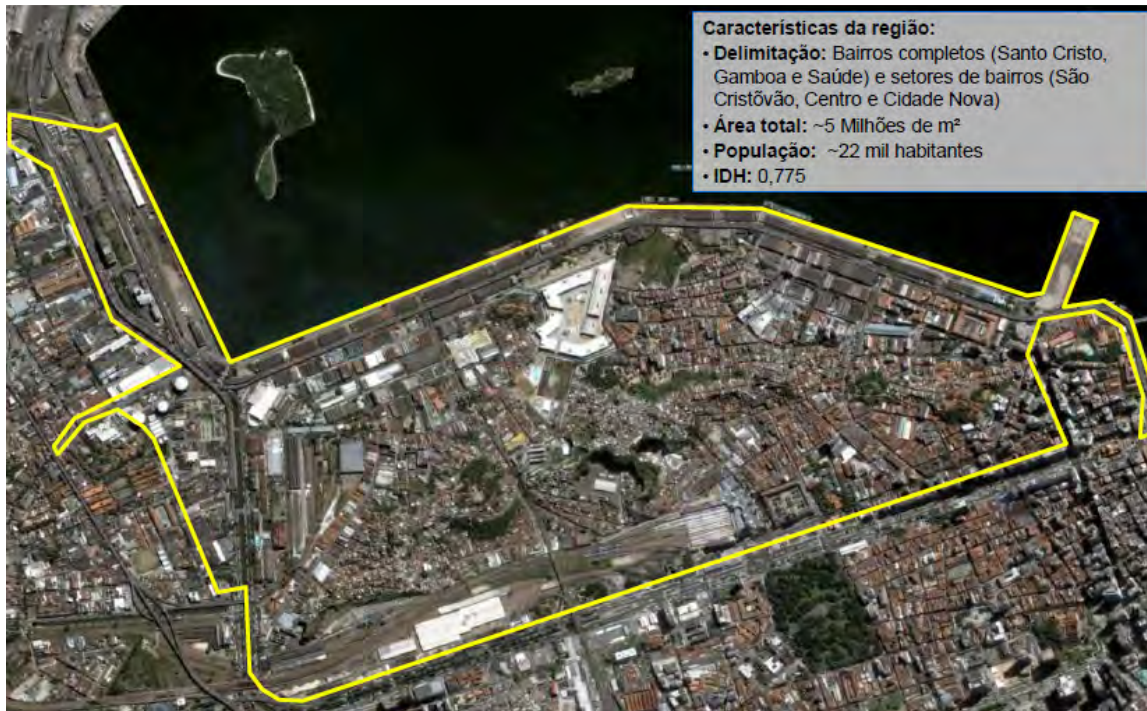 Características da região:
• Delimitação: Bairros completos (Santo Cristo,
Gamboa e Saúde) e setores de bairros (São
Cristõvão, Centro e Cidade Nova)
• Área total: ~5 Milhões de m²
• População: ~22 mil habitantes
• IDH: 0,775